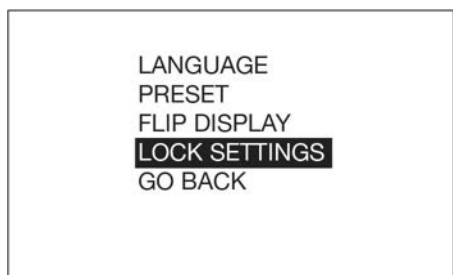 LANGUAGE
PRESET
FLIP DISPLAY
LOCK SETTINGS
GO BACK